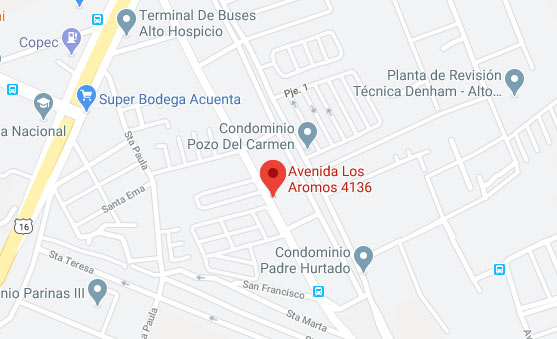 Terminal De Buses
Alto Hospicio
Copec
Pje. 1
Planta de Revisión
Técnica Denham - Alto...
Super Bodega Acuenta
a Nacional
Sta Paula
Condominio
Pozo Del Carmen
Avenida Los
Aromos 4136
Santa Ema
16
Sta Teresa
Condominio
Padre Hurtado
nio Parinas III
San Francisco
Sta Marta
Paula